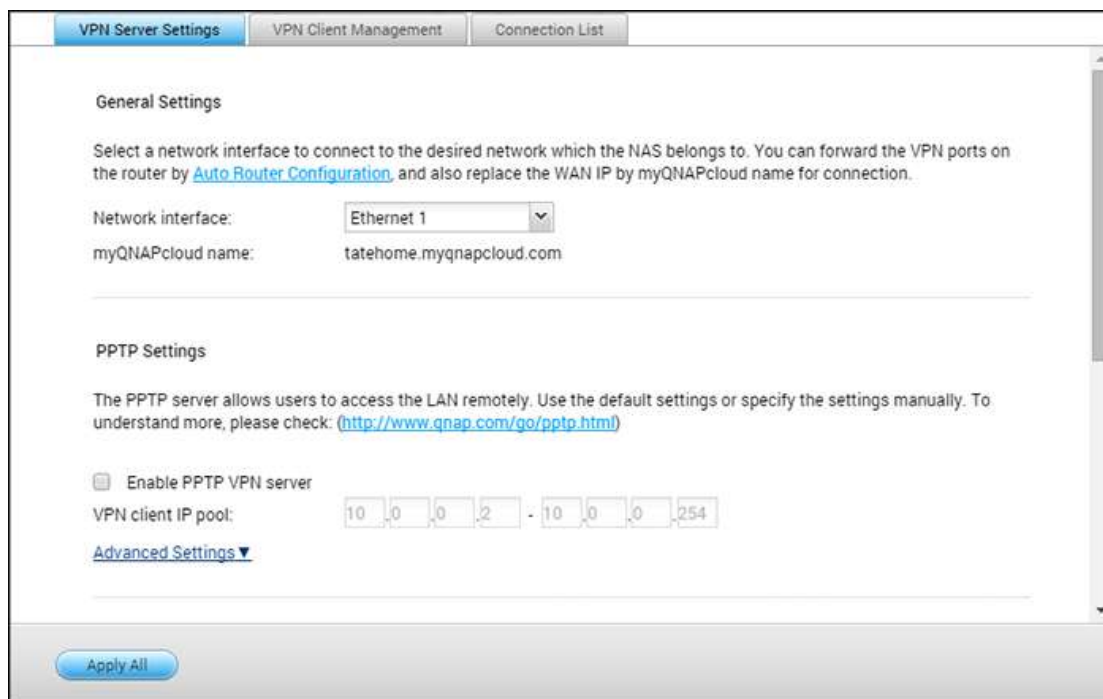 VPN Server Settings VPN Client Management Connection List
General Settings
Select a network interface to connect to the desired network which the NAS belongs to. You can forward the VPN ports on
the router by Auto Router Configuration, and also replace the WAN IP by myQNAPcloud name for connection.
Network interface: Ethernet 1
myQNAPcloud name: tatehome.myqnapcloud.com
PPTP Settings
The PPTP server allows users to access the LAN remotely. Use the default settings or specify the settings manually. To
understand more, please check: (http://www.qnap.com/go/pptp.html)
Enable PPTP VPN server
VPN client IP pool: 10 .0 .0 .2 - 10 .0 .0 .254
Advanced Settings▼
Apply All